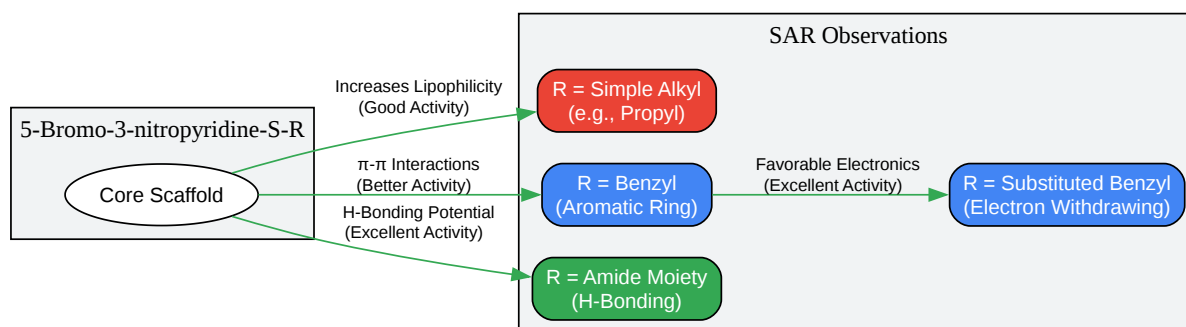 SAR Observations
5-Bromo-3-nitropyridine-S-R
Core Scaffold
Increases Lipophilicity
(Good Activity)
R = Simple Alkyl
(e.g., Propyl)
π-π Interactions
(Better Activity)
R = Benzyl
(Aromatic Ring)
Favorable Electronics
(Excellent Activity)
R = Substituted Benzyl
(Electron Withdrawing)
H-Bonding Potential
(Excellent Activity)
R = Amide Moiety
(H-Bonding)